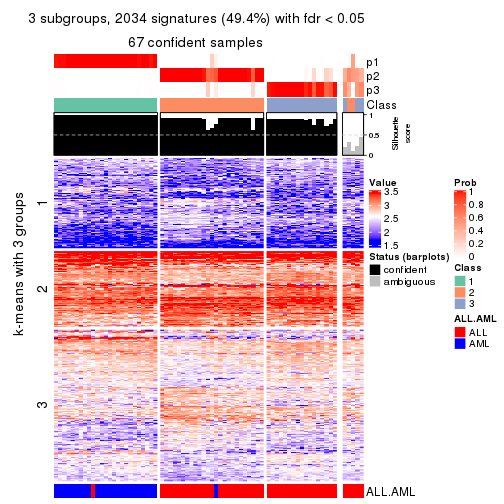 3 subgroups, 2034 signatures (49.4%) with fdr < 0.05
67 confident samples
p1
p2
p3
Class
1
0.5
0
Silhouette
score
k-means with 3 groups
1
2
3
Value
3.5
3
2.5
2
1.5
Status (barplots)
confident
ambiguous
Prob
1
0.8
0.6
0.4
0.2
0
Class
1
2
3
ALL.AML
ALL
AML
ALL.AML